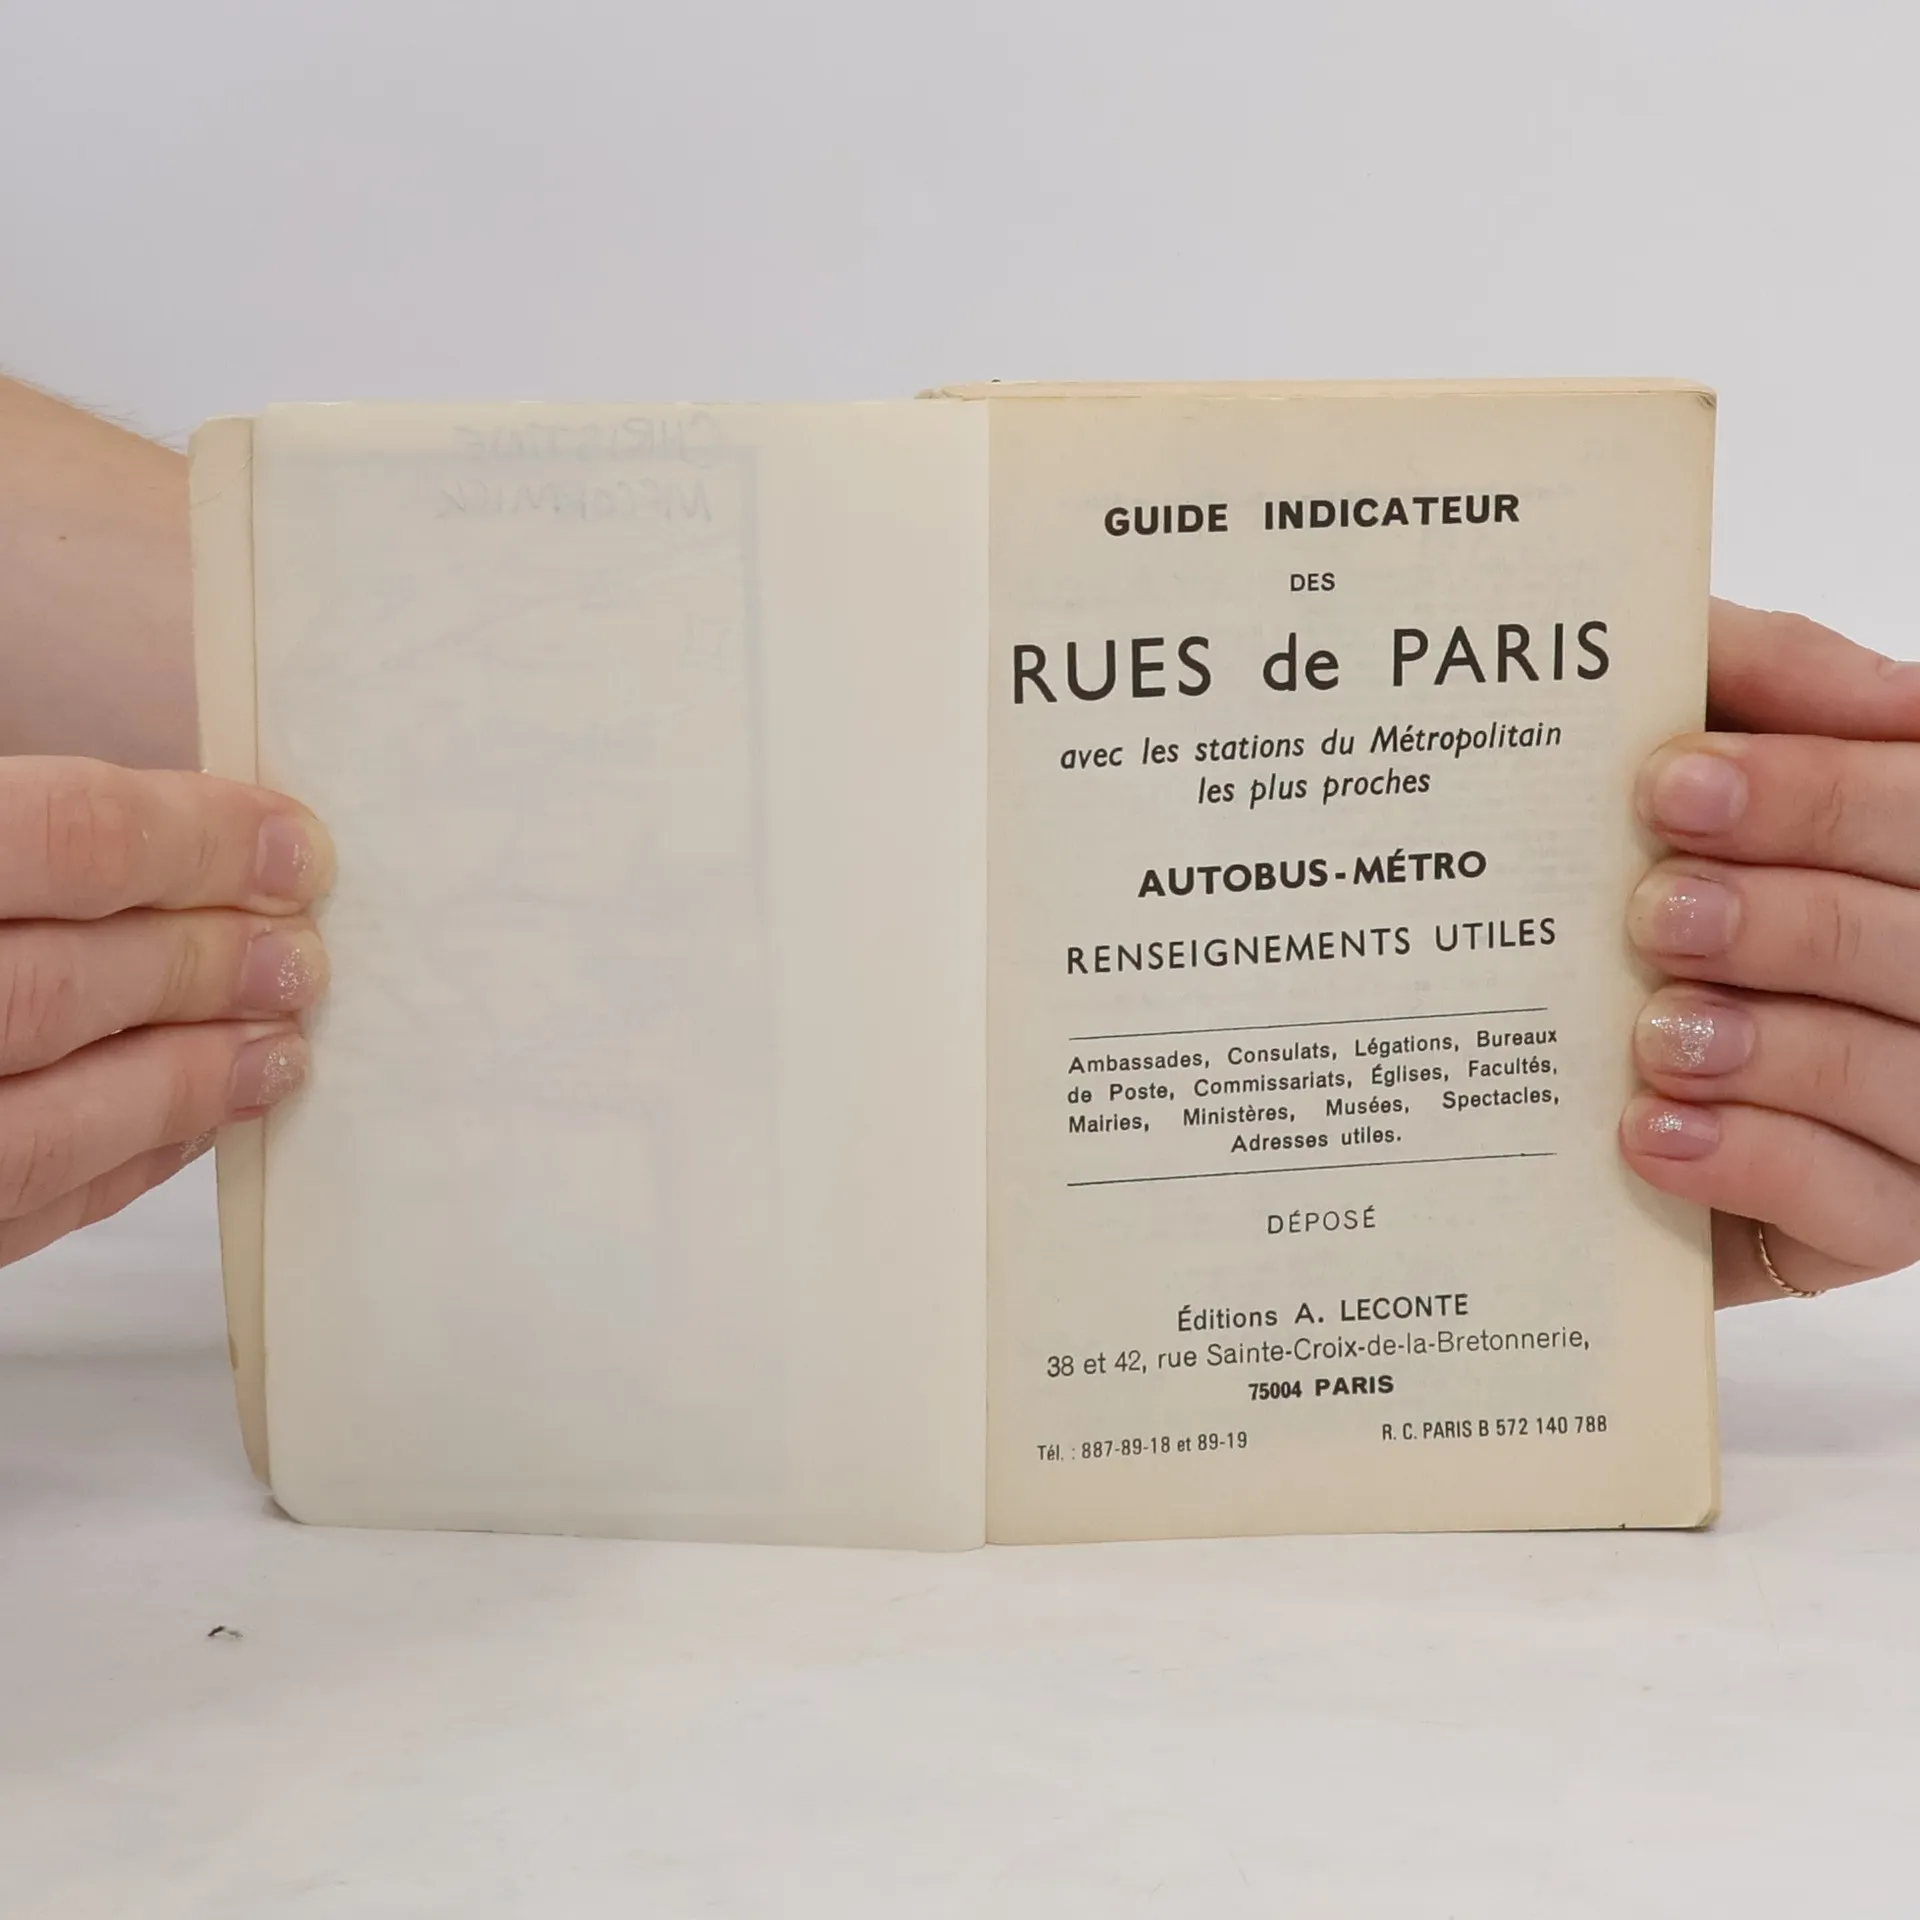 CHRISTINE
MCCORMICK
GUIDE INDICATEUR
DES
RUES de PARIS
avec les stations du Métropolitain
les plus proches
AUTOBUS-MÉTRO
RENSEIGNEMENTS UTILES
Ambassades, Consulats, Légations, Bureaux
de Poste, Commissariats, Églises, Facultés,
Mairies, Ministères, Musées, Spectacles,
Adresses utiles.
DÉPOSÉ
Éditions A. LECONTE
38 et 42, rue Sainte-Croix-de-la-Bretonnerie,
75004 PARIS
Tél. : 887-89-18 et 89-19
R. C. PARIS B 572 140 788